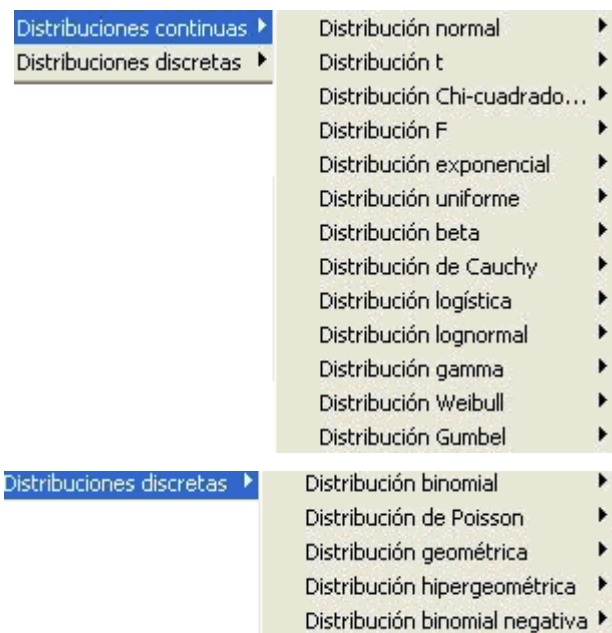 Distribuciones continuas
Distribuciones discretas
Distribución normal
Distribución t
Distribución Chi-cuadrado...
Distribución F
Distribución exponencial
Distribución uniforme
Distribución beta
Distribución de Cauchy
Distribución logística
Distribución lognormal
Distribución gamma
Distribución Weibull
Distribución Gumbel
Distribuciones discretas
Distribución binomial
Distribución de Poisson
Distribución geométrica
Distribución hipergeométrica
Distribución binomial negativa